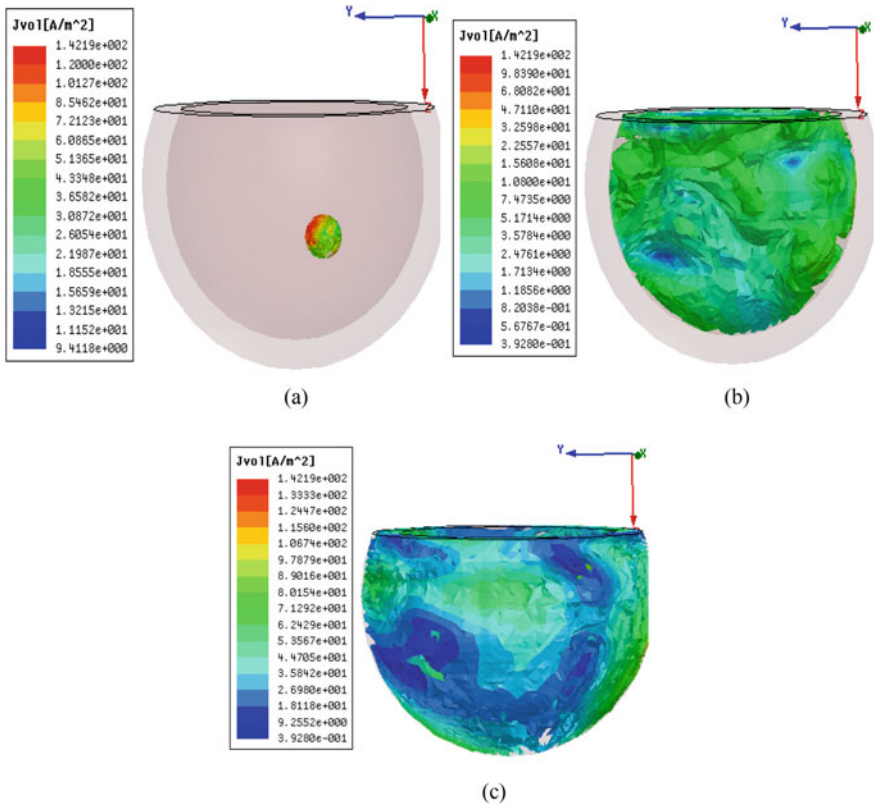 Jvol[A/m^2]
1.4219e+002
1.2000e+002
1.0127e+002
8.5462e+001
7.2123e+001
6.0865e+001
5.1365e+001
4.3348e+001
3.6582e+001
3.0872e+001
2.6054e+001
2.1987e+001
1.8555e+001
1.5659e+001
1.3215e+001
1.1152e+001
9.4118e+000
Y
X
Z
(a)
Jvol[A/m^2]
1.4219e+002
9.8390e+001
6.8082e+001
4.7110e+001
3.2598e+001
2.2557e+001
1.5608e+001
1.0800e+001
7.4735e+000
5.1714e+000
3.5784e+000
2.4761e+000
1.7134e+000
1.1856e+000
8.2038e-001
5.6767e-001
3.9280e-001
Y
X
Z
(b)
Jvol[A/m^2]
1.4219e+002
1.3333e+002
1.2447e+002
1.1560e+002
1.0674e+002
9.7879e+001
8.9016e+001
8.0154e+001
7.1292e+001
6.2429e+001
5.3567e+001
4.4705e+001
3.5842e+001
2.6980e+001
1.8118e+001
9.2552e+000
3.9280e-001
Y
X
Z
(c)